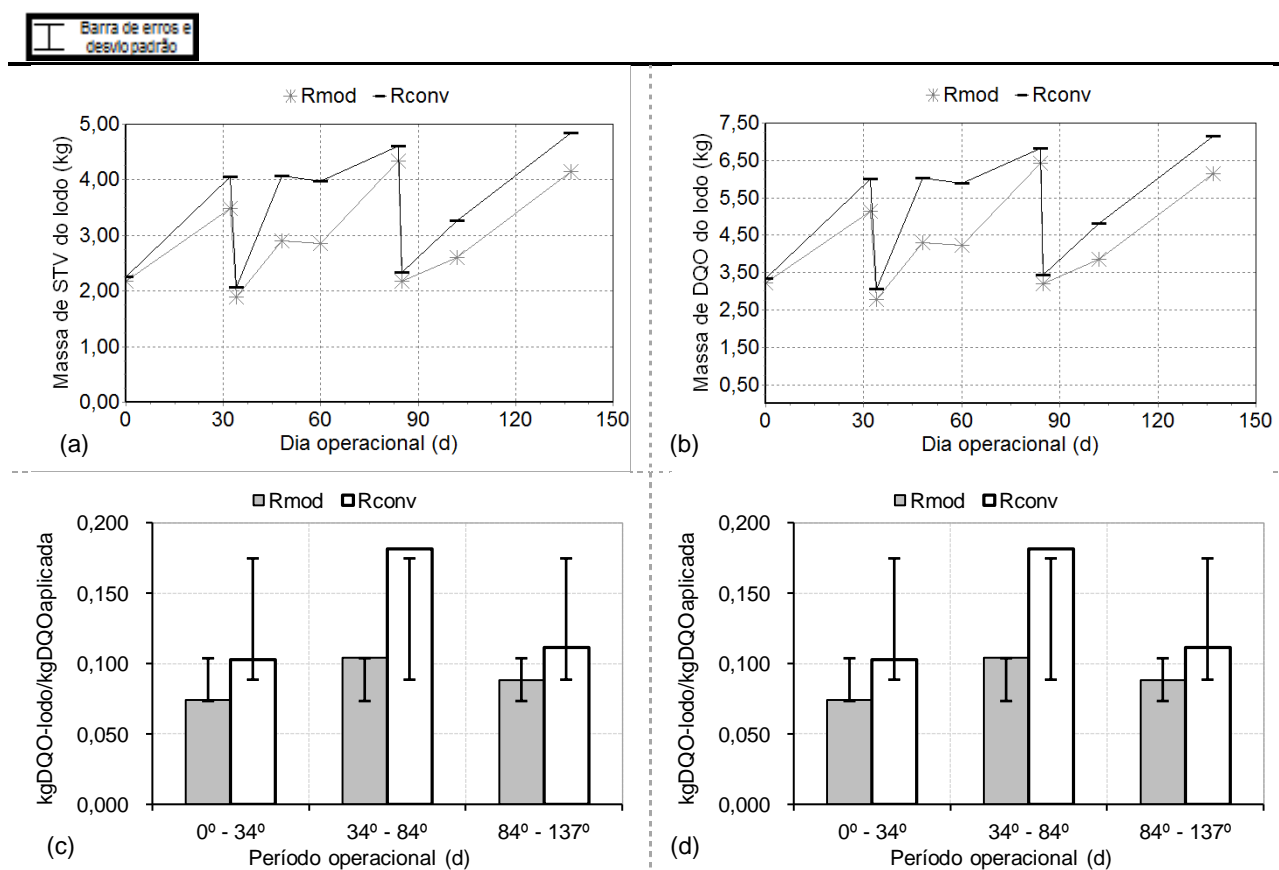 Barra de erros e
desvio padrão
Rmod Rconv
Massa de STV do lodo (kg)
5,00
4,00
3,00
2,00
1,00
0,00
0 30 60 90 120 150
Dia operacional (d)
(a)
Rmod Rconv
Massa de DQO do lodo (kg)
7,50
6,50
5,50
4,50
3,50
2,50
1,50
0,50
0 30 60 90 120 150
Dia operacional (d)
(b)
Rmod Rconv
kgDQO-lodo/kgDQOaplicada
0,200
0,150
0,100
0,050
0,000
0º - 34º 34º - 84º 84º - 137º
Período operacional (d)
(c)
Rmod Rconv
kgDQO-lodo/kgDQOaplicada
0,200
0,150
0,100
0,050
0,000
0º - 34º 34º - 84º 84º - 137º
Período operacional (d)
(d)